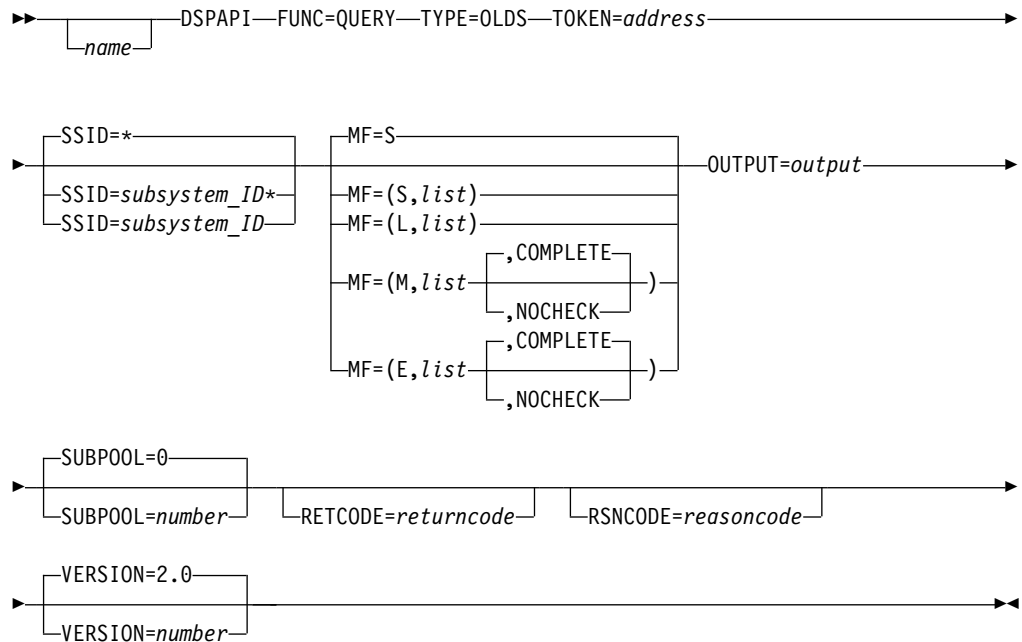 DSPAPI FUNC=QUERY TYPE=OLDS TOKEN=address
name
SSID=*
SSID=subsystem_ID*
SSID=subsystem_ID
MF=S
MF=(S,list)
MF=(L,list)
,COMPLETE
MF=(M,list )
,NOCHECK
,COMPLETE
MF=(E,list )
,NOCHECK
OUTPUT=output
SUBPOOL=0
SUBPOOL=number
RETCODE=returncode
RSNCODE=reasoncode
VERSION=2.0
VERSION=number